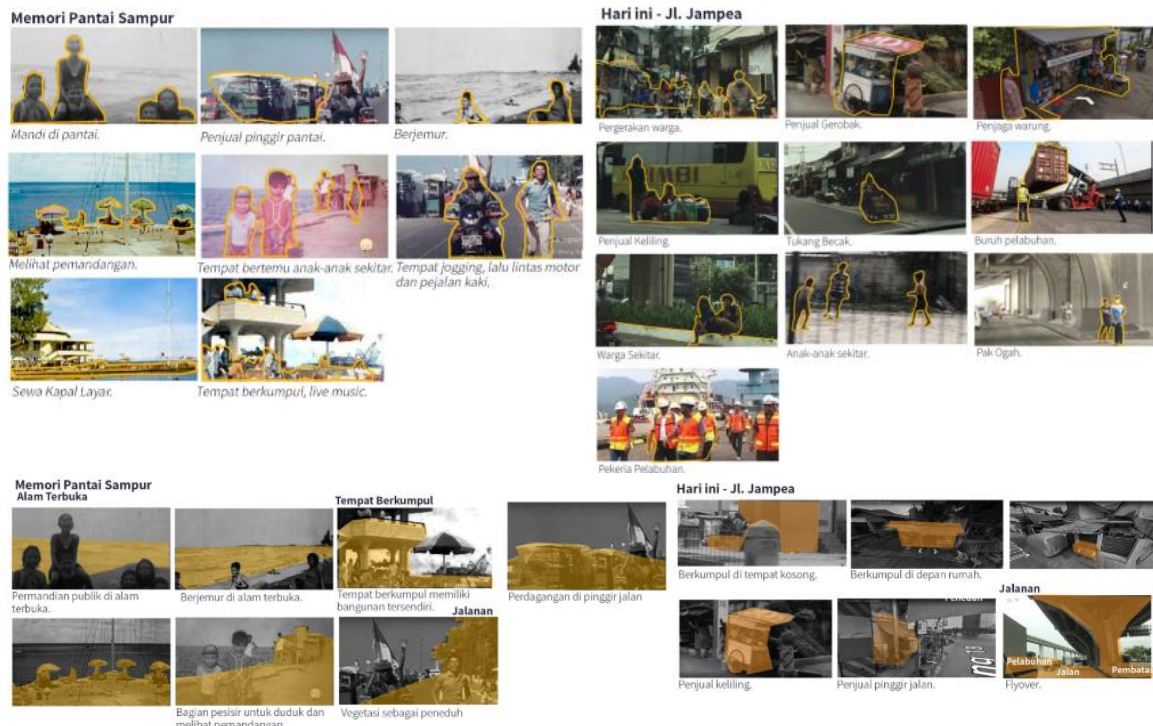 Memori Pantai Sampur
Mandi di pantai.
Penjual pinggir pantai.
Berjemur.
Melihat pemandangan.
Tempat bertemu anak-anak sekitar.
Tempat jogging, lalu lintas motor
dan pejalan kaki.
Sewa Kapal Layar.
Tempat berkumpul, live music.
Hari ini - Jl. Jampea
Pergerakan warga.
Penjual Gerobak.
Penjaga warung.
Penjual Keliling.
Tukang Becak.
Buruh pelabuhan.
Warga Sekitar.
Anak-anak sekitar.
Pak Ogah.
Pekerja Pelabuhan.
Memori Pantai Sampur
Alam Terbuka
Tempat Berkumpul
Permandian publik di alam
terbuka.
Berjemur di alam terbuka.
Tempat berkumpul memiliki
bangunan tersendiri.
Perdagangan di pinggir jalan
Jalanan
Bagian pesisir untuk duduk dan
melihat pemandangan
Vegetasi sebagai peneduh
Hari ini - Jl. Jampea
Berkumpul di tempat kosong.
Berkumpul di depan rumah.
Jalanan
Pelabuhan
Jalan
Pembatas
Penjual keliling.
Penjual pinggir jalan.
Flyover.